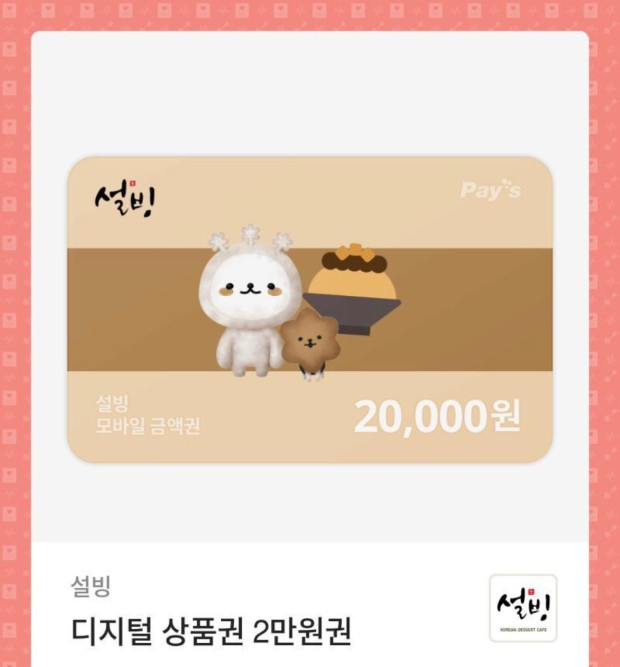 설빙
Pay's
설빙
모바일 금액권
20,000원
설빙
디지털 상품권 2만원권
설빙
KOREAN DESSERT CAFE